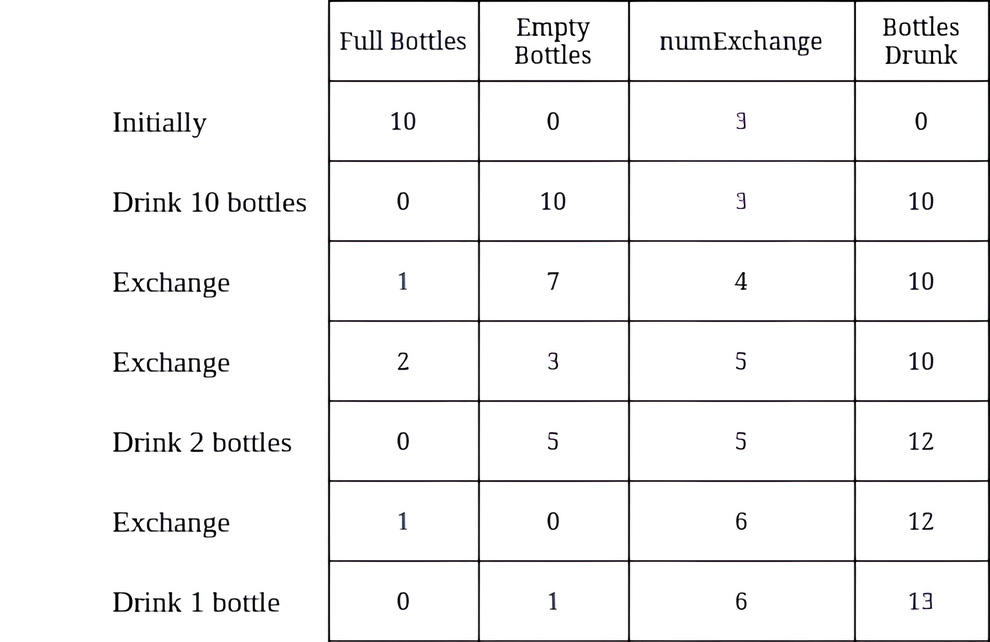 Full Bottles Empty Bottles numExchange Bottles Drunk
Initially 10 0 3 0
Drink 10 bottles 0 10 3 10
Exchange 1 7 4 10
Exchange 2 3 5 10
Drink 2 bottles 0 5 5 12
Exchange 1 0 6 12
Drink 1 bottle 0 1 6 13